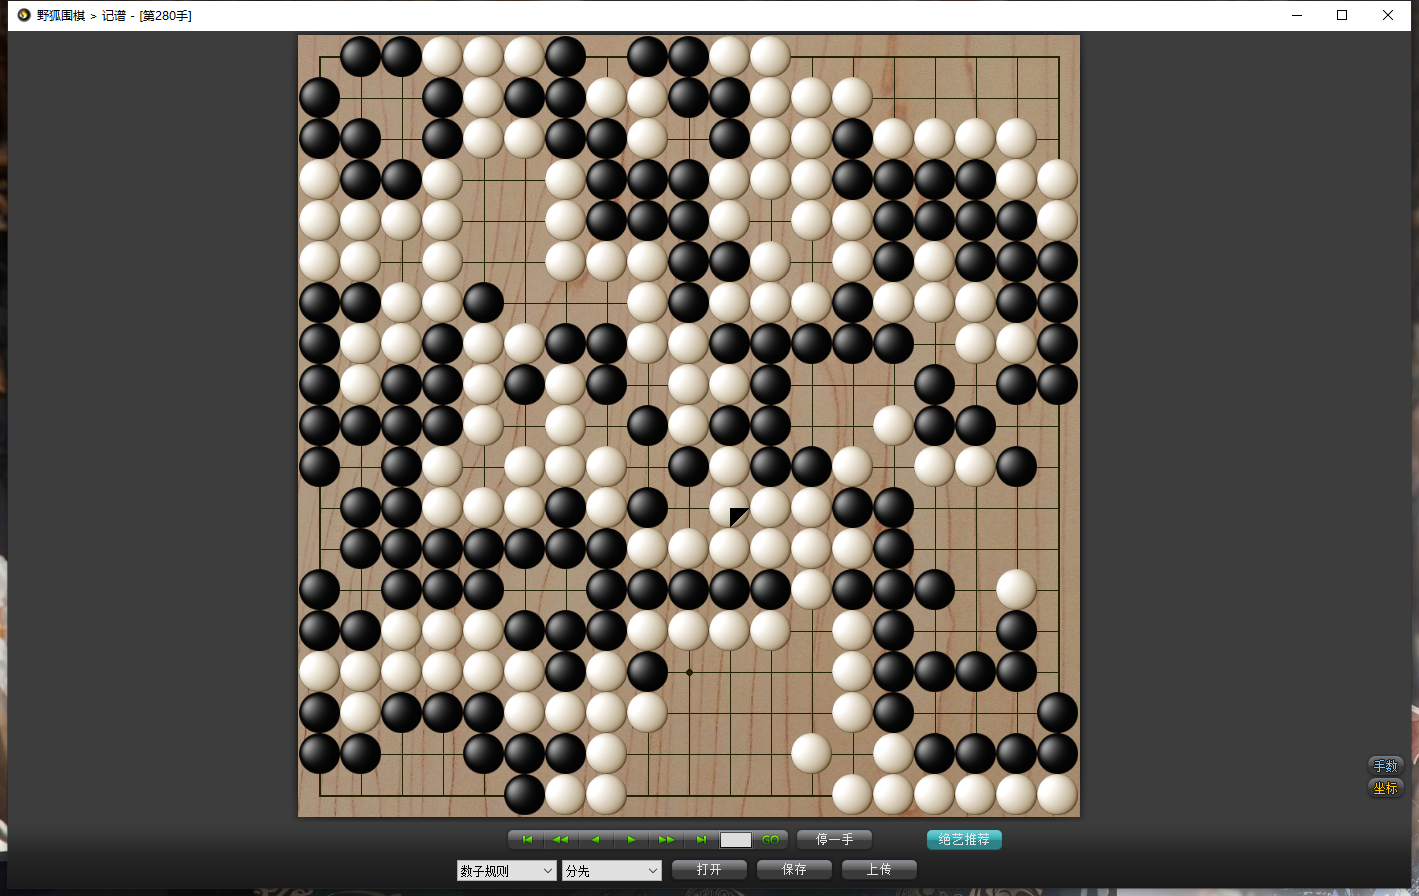 野狐围棋 > 记谱 - [第280手]
手数
坐标
GO 停一手 绝艺推荐
数子规则 分先 打开 保存 上传